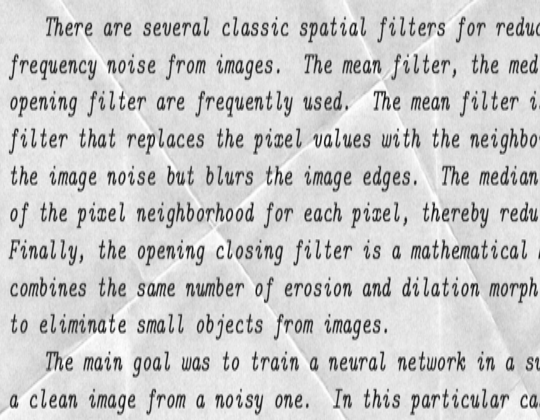 There are several classic spatial filters for reduc
frequency noise from images. The mean filter, the med
opening filter are frequently used. The mean filter i
filter that replaces the pixel values with the neighbo
the image noise but blurs the image edges. The median
of the pixel neighborhood for each pixel, thereby redu
Finally, the opening closing filter is a mathematical
combines the same number of erosion and dilation morph
to eliminate small objects from images.
The main goal was to train a neural network in a su
a clean image from a noisy one. In this particular ca